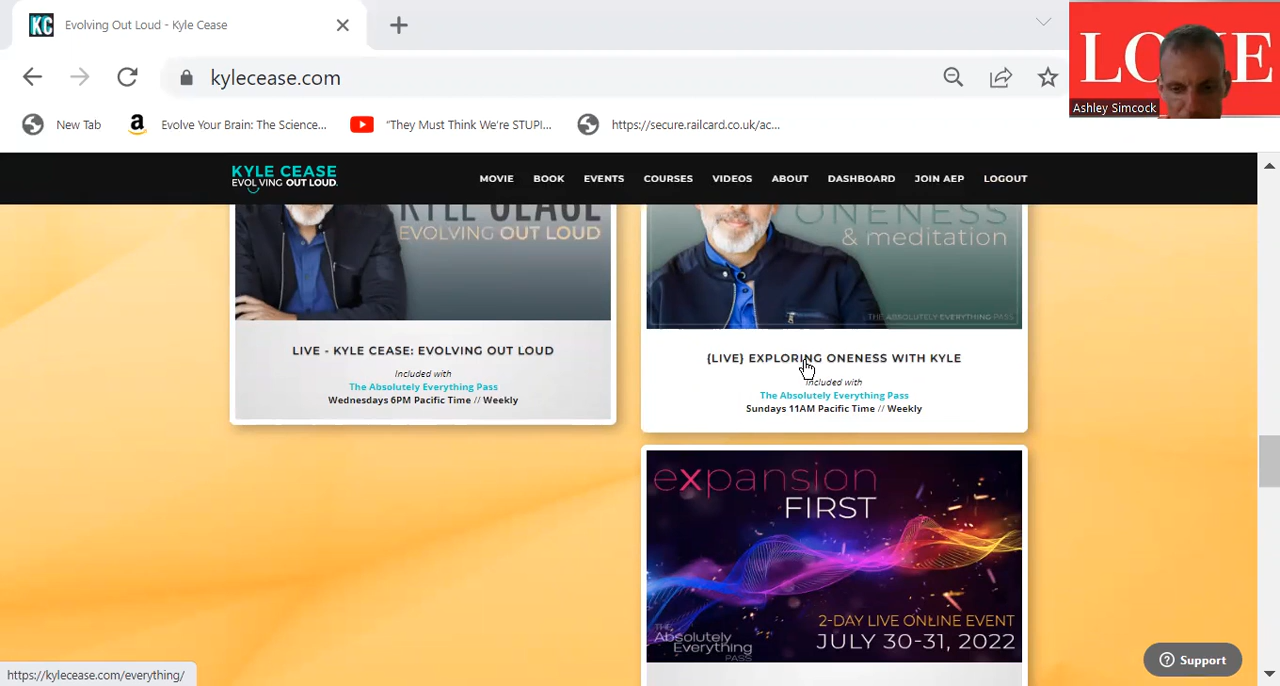 KC
Evolving Out Loud - Kyle Cease
kylecease.com
LOVE
Ashley Simcock
New Tab
a
Evolve Your Brain: The Science...
"They Must Think We're STUPI...
https://secure.railcard.co.uk/ac...
KYLE CEASE
EVOLVING OUT LOUD.
MOVIE BOOK EVENTS COURSES VIDEOS ABOUT DASHBOARD JOIN AEP LOGOUT
KYLE CEASE
EVOLVING OUT LOUD
LIVE - KYLE CEASE: EVOLVING OUT LOUD
Included with
The Absolutely Everything Pass
Wednesdays 6PM Pacific Time // Weekly
ONENESS
& meditation
THE ABSOLUTELY EVERYTHING PASS
{LIVE} EXPLORING ONENESS WITH KYLE
Included with
The Absolutely Everything Pass
Sundays 11AM Pacific Time // Weekly
expansion
FIRST
2-DAY LIVE ONLINE EVENT
JULY 30-31, 2022
THE
Absolutely
Everything
PASS
Support
https://kylecease.com/everything/